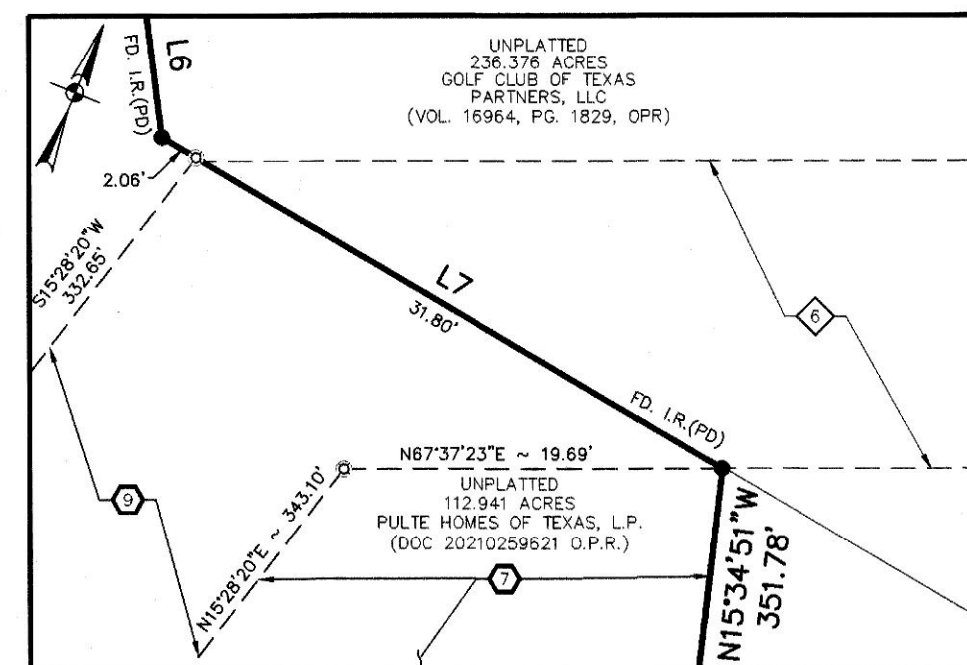 L6
FD. I.R.(PD)
UNPLATTED
236.376 ACRES
GOLF CLUB OF TEXAS
PARTNERS, LLC
(VOL. 16964, PG. 1829, OPR)
2.06'
S15°28'20"W
332.65'
L7
31.80'
6
FD. I.R.(PD)
N67°37'23"E ~ 19.69'
UNPLATTED
112.941 ACRES
PULTE HOMES OF TEXAS, L.P.
(DOC 20210259621 O.P.R.)
9
N15°28'20"E ~ 343.10'
7
N15°34'51"W
351.78'